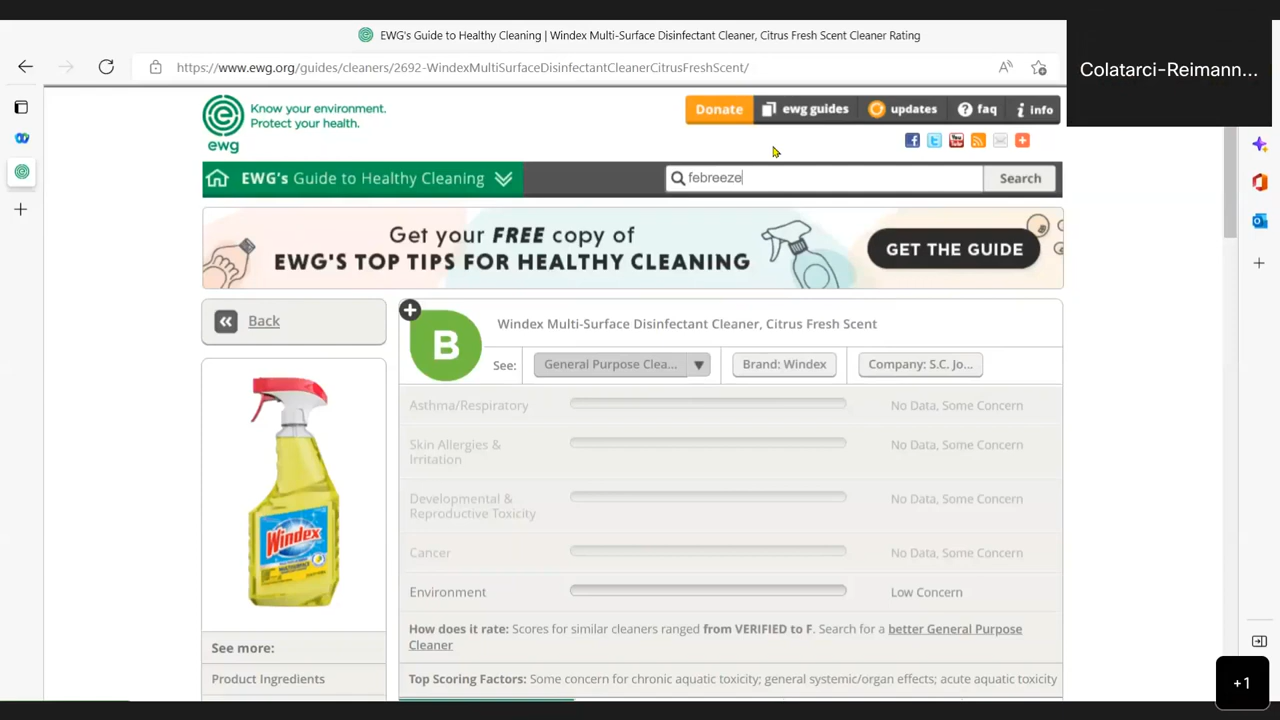 EWG's Guide to Healthy Cleaning | Windex Multi-Surface Disinfectant Cleaner, Citrus Fresh Scent Cleaner Rating
https://www.ewg.org/guides/cleaners/2692-WindexMultiSurfaceDisinfectantCleanerCitrusFreshScent/
Colatarci-Reimann...
Know your environment.
Protect your health.
ewg
Donate
ewg guides
updates
faq
info
EWG's Guide to Healthy Cleaning
febreeze
Search
Get your FREE copy of
EWG'S TOP TIPS FOR HEALTHY CLEANING
GET THE GUIDE
Back
B
Windex Multi-Surface Disinfectant Cleaner, Citrus Fresh Scent
See:
General Purpose Clea...
Brand: Windex
Company: S.C. Jo...
Asthma/Respiratory
No Data, Some Concern
Skin Allergies &
Irritation
No Data, Some Concern
Developmental &
Reproductive Toxicity
No Data, Some Concern
Cancer
No Data, Some Concern
Environment
Low Concern
How does it rate: Scores for similar cleaners ranged from VERIFIED to F. Search for a better General Purpose
Cleaner
Top Scoring Factors: Some concern for chronic aquatic toxicity; general systemic/organ effects; acute aquatic toxicity
Windex
See more:
Product Ingredients
+1